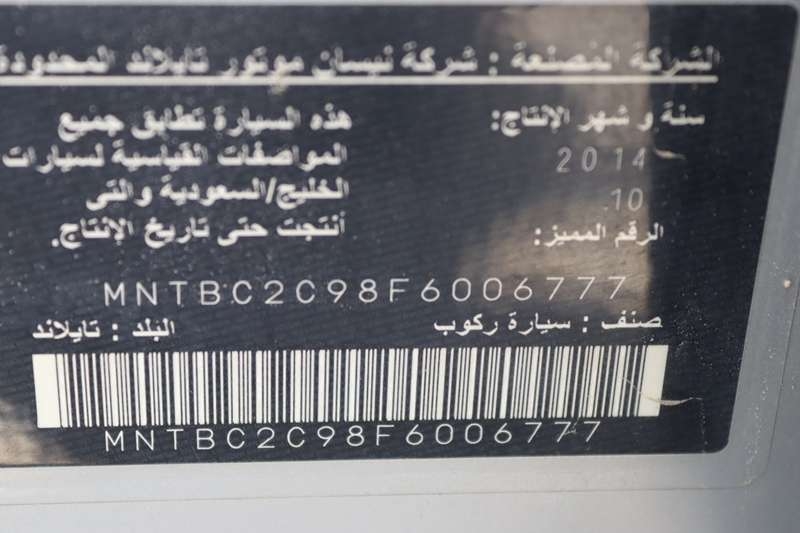 الشركة المصنعة : شركة نيسان موتور تايلاند المحدودة
سنة و شهر الإنتاج:
2014
10
الرقم المميز:
هذه السيارة تطابق جميع
المواصفات القياسية لسيارات
الخليج/السعودية والتى
أنتجت حتى تاريخ الإنتاج.
MNTBC2C98F6006777
صنف : سيارة ركوب
البلد : تايلاند
MNTBC2C98F6006777